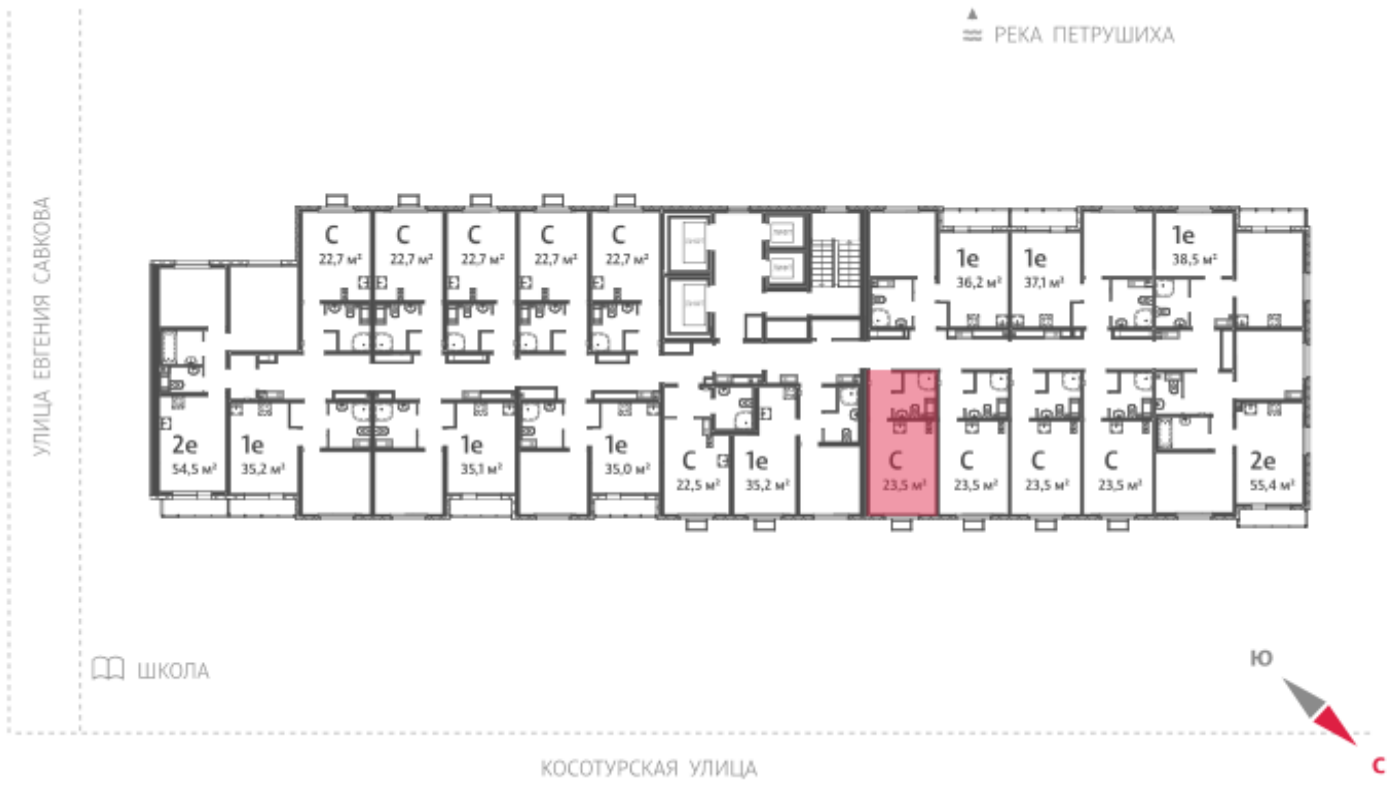 РЕКА ПЕТРУШИХА
УЛИЦА ЕВГЕНИЯ САВКОВА
С
22,7 м²
С
22,7 м²
С
22,7 м²
С
22,7 м²
С
22,7 м²
1е
36,2 м²
1е
37,1 м²
1е
38,5 м²
2е
54,5 м²
1е
35,2 м²
1е
35,1 м²
1е
35,0 м²
С
22,5 м²
1е
35,2 м²
С
23,5 м²
С
23,5 м²
С
23,5 м²
С
23,5 м²
2е
55,4 м²
ШКОЛА
Ю
С
КОСОТУРСКАЯ УЛИЦА